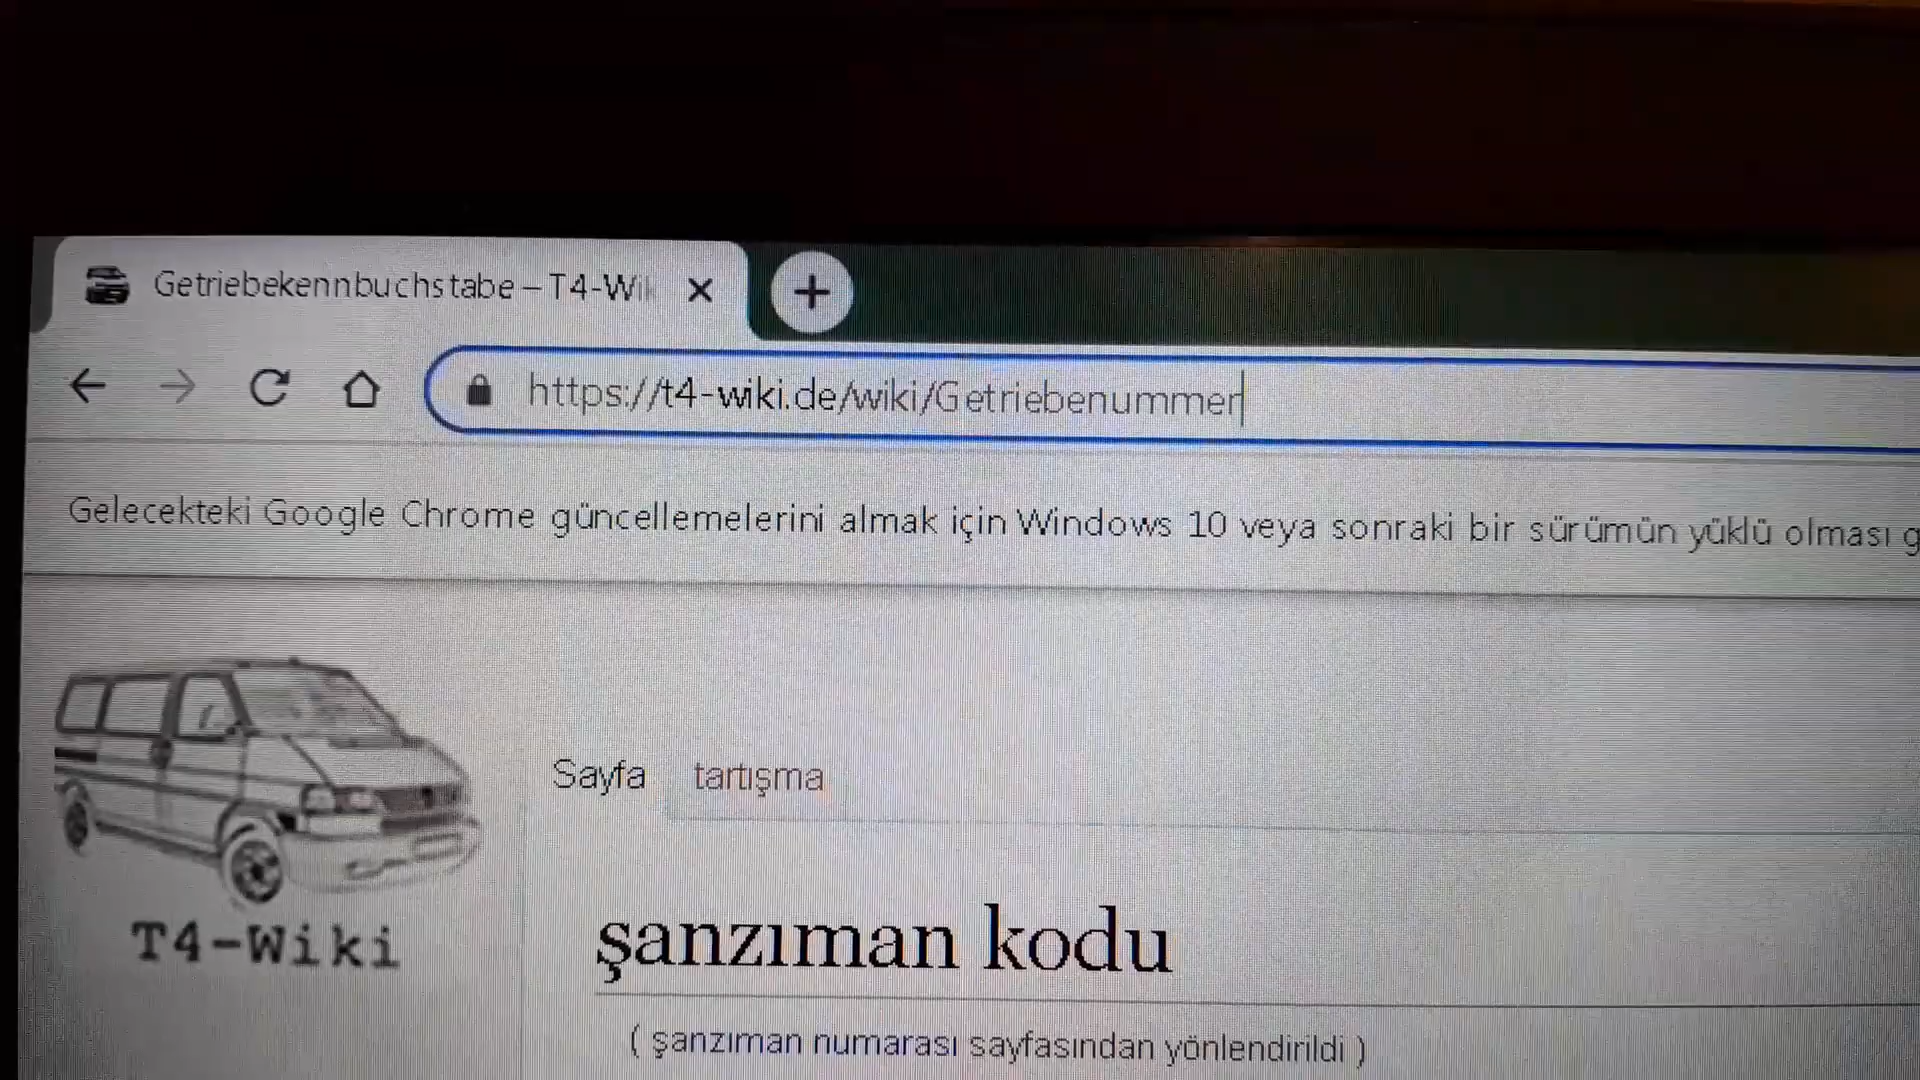 Getriebekennbuchstabe – T4-Wik
https://t4-wiki.de/wiki/Getriebenummer
Gelecekteki Google Chrome güncellemelerini almak için Windows 10 veya sonraki bir sürümün yüklü olması g
Sayfa tartışma
T4-Wiki
şanzıman kodu
( şanzıman numarası sayfasından yönlendirildi )